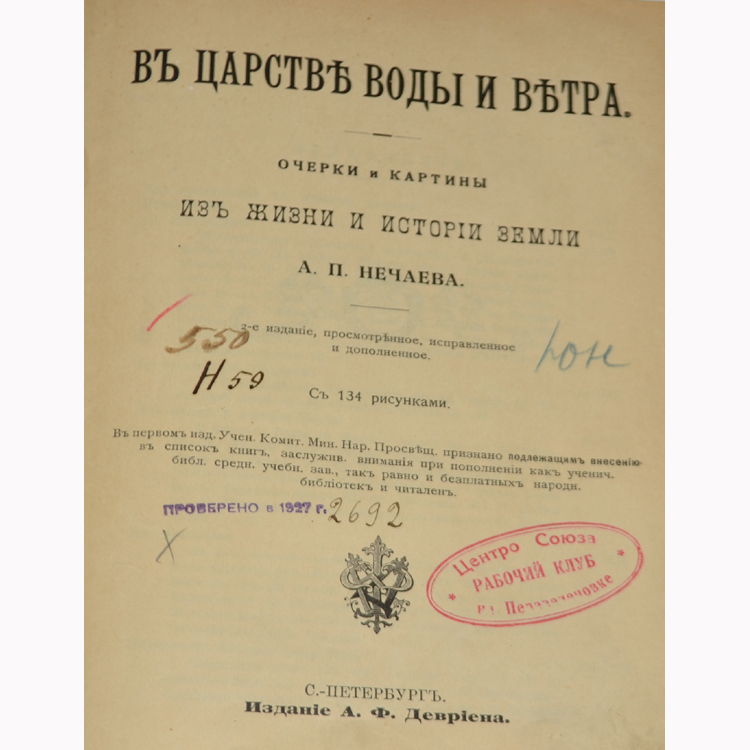 ВЪ ЦАРСТВѢ ВОДЫ И ВѢТРА.
ОЧЕРКИ и КАРТИНЫ
ИЗЪ ЖИЗНИ И ИСТОРІИ ЗЕМЛИ
А. П. НЕЧАЕВА.
2-е изданіе, просмотрѣнное, исправленное
и дополненное.
550
Н 59
Съ 134 рисунками.
Въ первомъ изд. Учен. Комит. Мин. Нар. Просвѣщ. признано подлежащимъ внесенію
въ списокъ книгъ, заслужив. вниманія при пополненіи какъ ученич.
библ. средн. учебн. зав., такъ равно и безплатныхъ народн.
библіотекъ и читаленъ.
ПРОВЕРЕНО в 1927 г.
2692
Х
Центро Союза
* РАБОЧИЙ КЛУБ *
С.-ПЕТЕРБУРГЪ.
Изданіе А. Ф. Девріена.